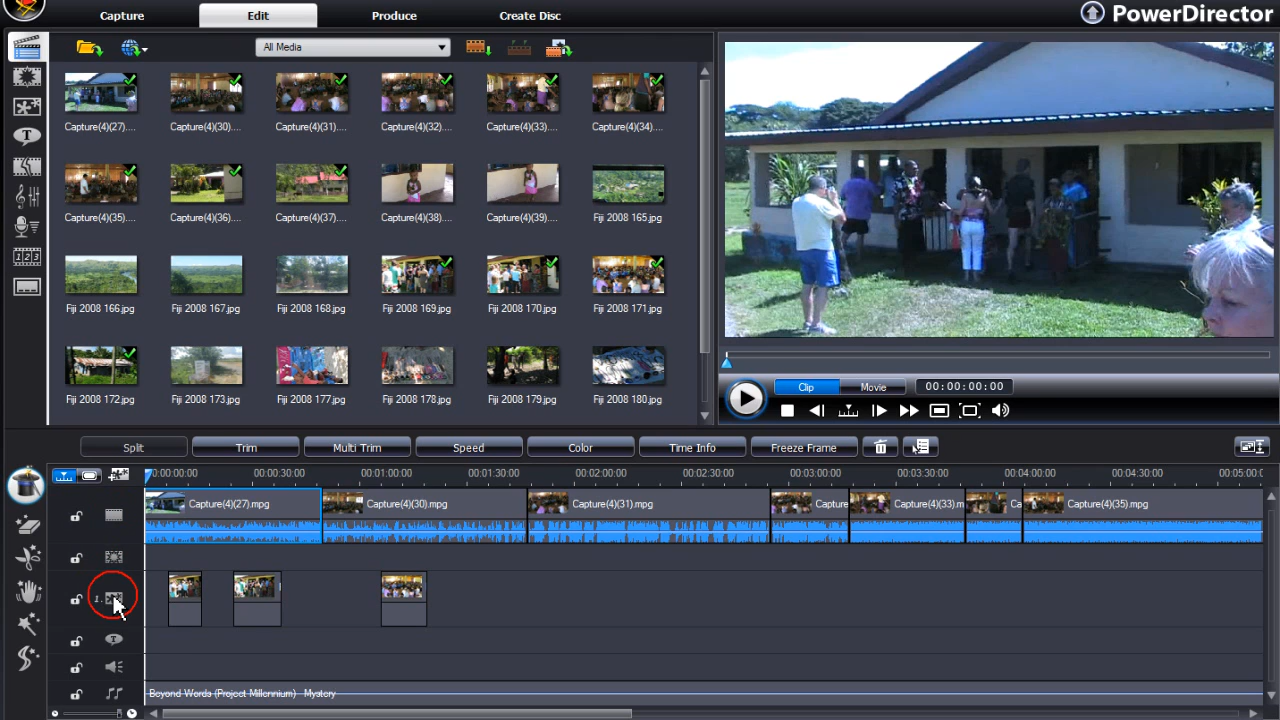 Capture Edit Produce Create Disc PowerDirector
All Media
Capture(4)(27).... Capture(4)(30).... Capture(4)(31).... Capture(4)(32).... Capture(4)(33).... Capture(4)(34)....
Capture(4)(35).... Capture(4)(36).... Capture(4)(37).... Capture(4)(38).... Capture(4)(39).... Fiji 2008 165.jpg
Fiji 2008 166.jpg Fiji 2008 167.jpg Fiji 2008 168.jpg Fiji 2008 169.jpg Fiji 2008 170.jpg Fiji 2008 171.jpg
Fiji 2008 172.jpg Fiji 2008 173.jpg Fiji 2008 177.jpg Fiji 2008 178.jpg Fiji 2008 179.jpg Fiji 2008 180.jpg
Clip Movie 00:00:00:00
Split Trim Multi Trim Speed Color Time Info Freeze Frame
0:00:00:00 00:00:30:00 00:01:00:00 00:01:30:00 00:02:00:00 00:02:30:00 00:03:00:00 00:03:30:00 00:04:00:00 00:04:30:00 00:05:00:0
Capture(4)(27).mpg Capture(4)(30).mpg Capture(4)(31).mpg Capture Capture(4)(33).m Ca Capture(4)(35).mpg
1.
Beyond Words (Project Millennium) - Mystery